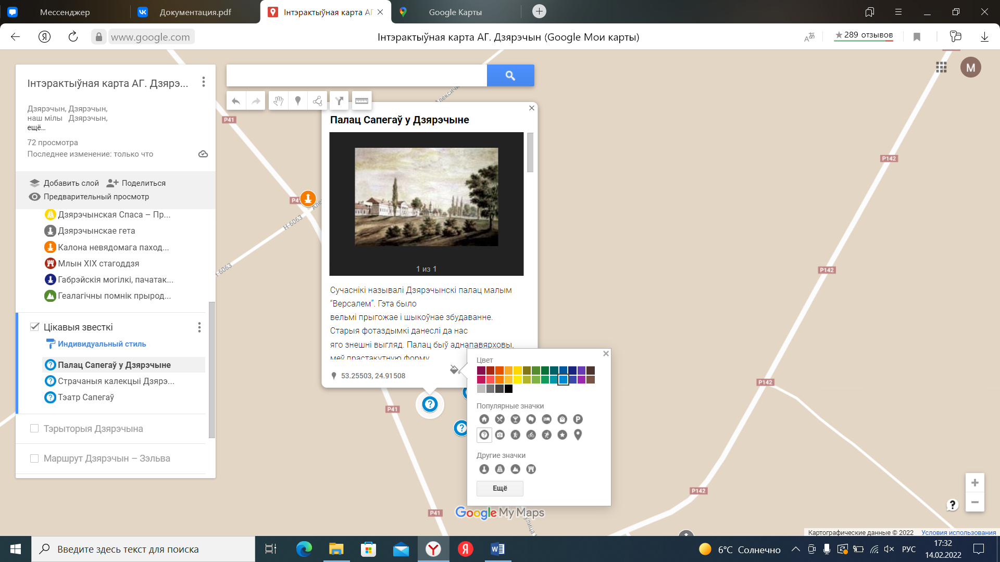 Мессенджер
Документация.pdf
Інтэрактыўная карта АГ
Google Карты
www.google.com
Інтэрактыўная карта АГ. Дзярэчын (Google Мои карты)
289 отзывов
Інтэрактыўная карта АГ. Дзярэ...
Дзярэчын, Дзярэчын,
наш мілы Дзярэчын,
ещё...
72 просмотра
Последнее изменение: только что
Добавить слой
Поделиться
Предварительный просмотр
Дзярэчынская Спаса – Пр...
Дзярэчынскае гета
Калона невядомага паход...
Млын XIX стагоддзя
Габрэйскія могілкі, пачатак...
Геалагічны помнік прырод...
Цікавыя звесткі
Индивидуальный стиль
Палац Сапегаў у Дзярэчыне
Страчаныя калекцыі Дзярэ...
Тэатр Сапегаў
Тэрыторыя Дзярэчына
Маршрут Дзярэчын – Зэльва
Палац Сапегаў у Дзярэчыне
1 из 1
Сучаснікі называлі Дзярэчынскі палац малым
“Версалем”. Гэта было
вельмі прыгожае і шыкоўнае збудаванне.
Старыя фотаздымкі данеслі да нас
яго знешні выгляд. Палац быў аднапавярховы,
меў прастакутную форму
53.25503, 24.91508
Цвет
Популярные значки
Другие значки
Ещё
P41
P41
H-6063
P41
P41
P142
P142
P142
P142
M
Google My Maps
Картографические данные © 2022
Условия использования
Введите здесь текст для поиска
6°C Солнечно
РУС
17:32
14.02.2022